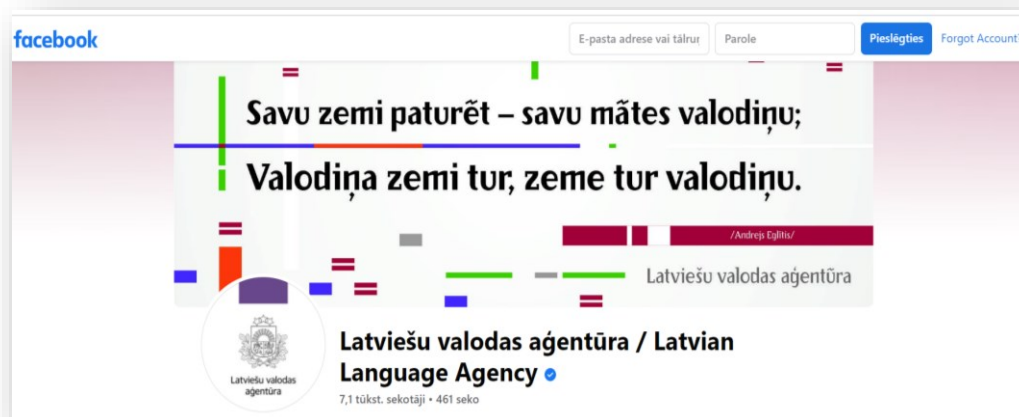 facebook
E-pasta adrese vai tālrur
Parole
Pieslēgties
Forgot Account?
Savu zemi paturēt – savu mātes valodiņu;
Valodiņa zemi tur, zeme tur valodiņu.
/Andrejs Eglītis/
Latviešu valodas aģentūra
Latviešu valodas
aģentūra
Latviešu valodas aģentūra / Latvian
Language Agency
7,1 tūkst. sekotāji • 461 seko